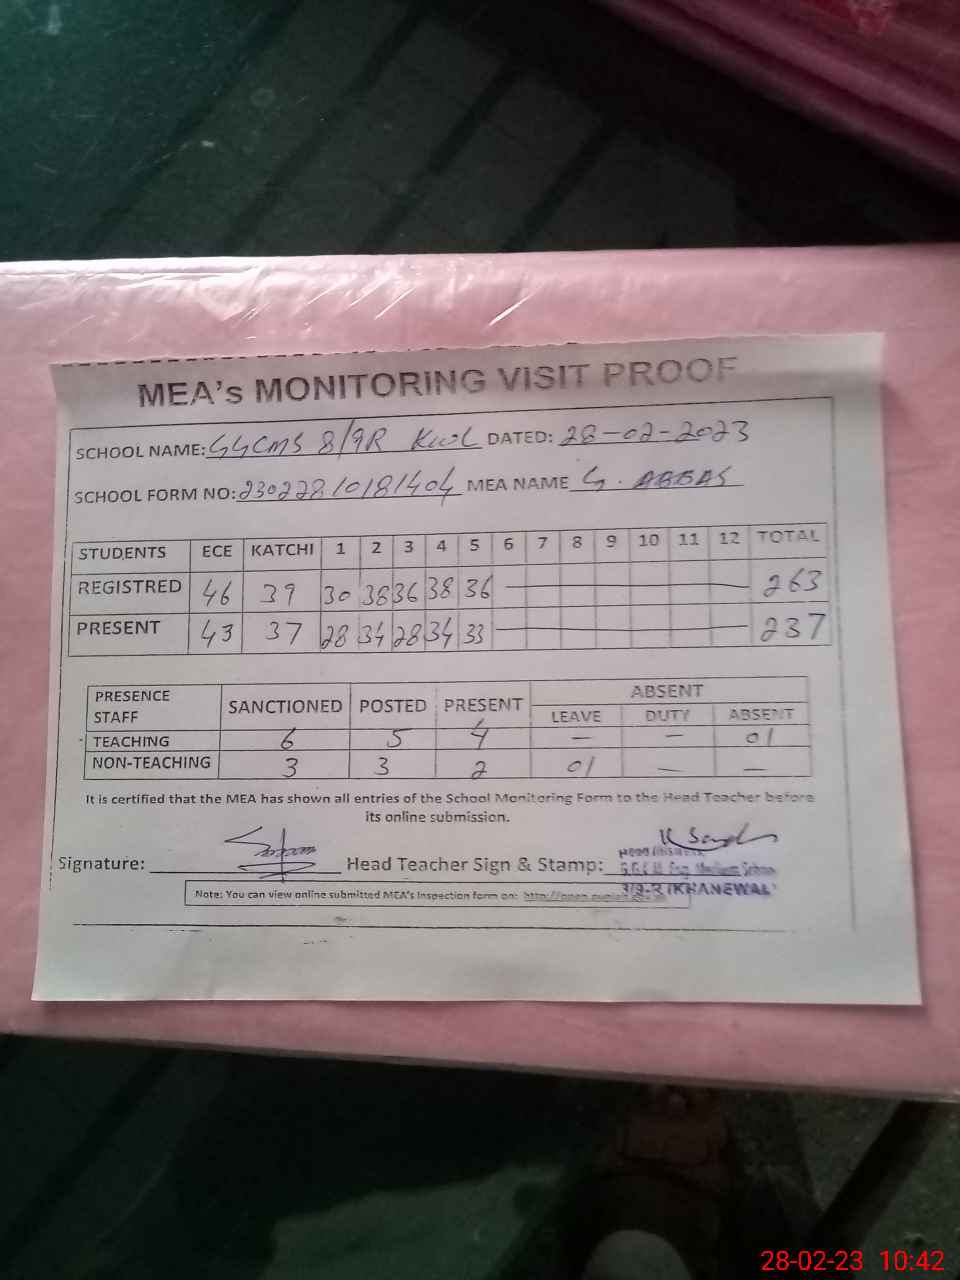 MEA's MONITORING VISIT PROOF
SCHOOL NAME: GGCMS 8/9R KWL DATED: 28-02-2023
SCHOOL FORM NO: 23022810181404 MEA NAME G. ABBAS
STUDENTS ECE KATCHI 1 2 3 4 5 6 7 8 9 10 11 12 TOTAL
REGISTRED 46 39 30 38 36 38 36 263
PRESENT 43 37 28 34 28 34 33 237
PRESENCE STAFF SANCTIONED POSTED PRESENT ABSENT
LEAVE DUTY ABSENT
TEACHING 6 5 4 — — 01
NON-TEACHING 3 3 2 01 — —
It is certified that the MEA has shown all entries of the School Monitoring Form to the Head Teacher before
its online submission.
Signature: Head Teacher Sign & Stamp:
KHANEWAL
Note: You can view online submitted MEA's Inspection form on:
28-02-23 10:42